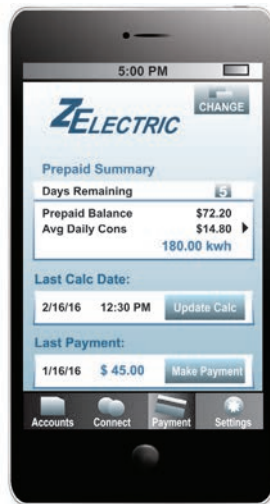 5:00 PM
ZELECTRIC
CHANGE
Prepaid Summary
Days Remaining 5
Prepaid Balance $72.20
Avg Daily Cons $14.80
180.00 kwh
Last Calc Date:
2/16/16 12:30 PM Update Calc
Last Payment:
1/16/16 $ 45.00 Make Payment
Accounts Connect Payment Settings